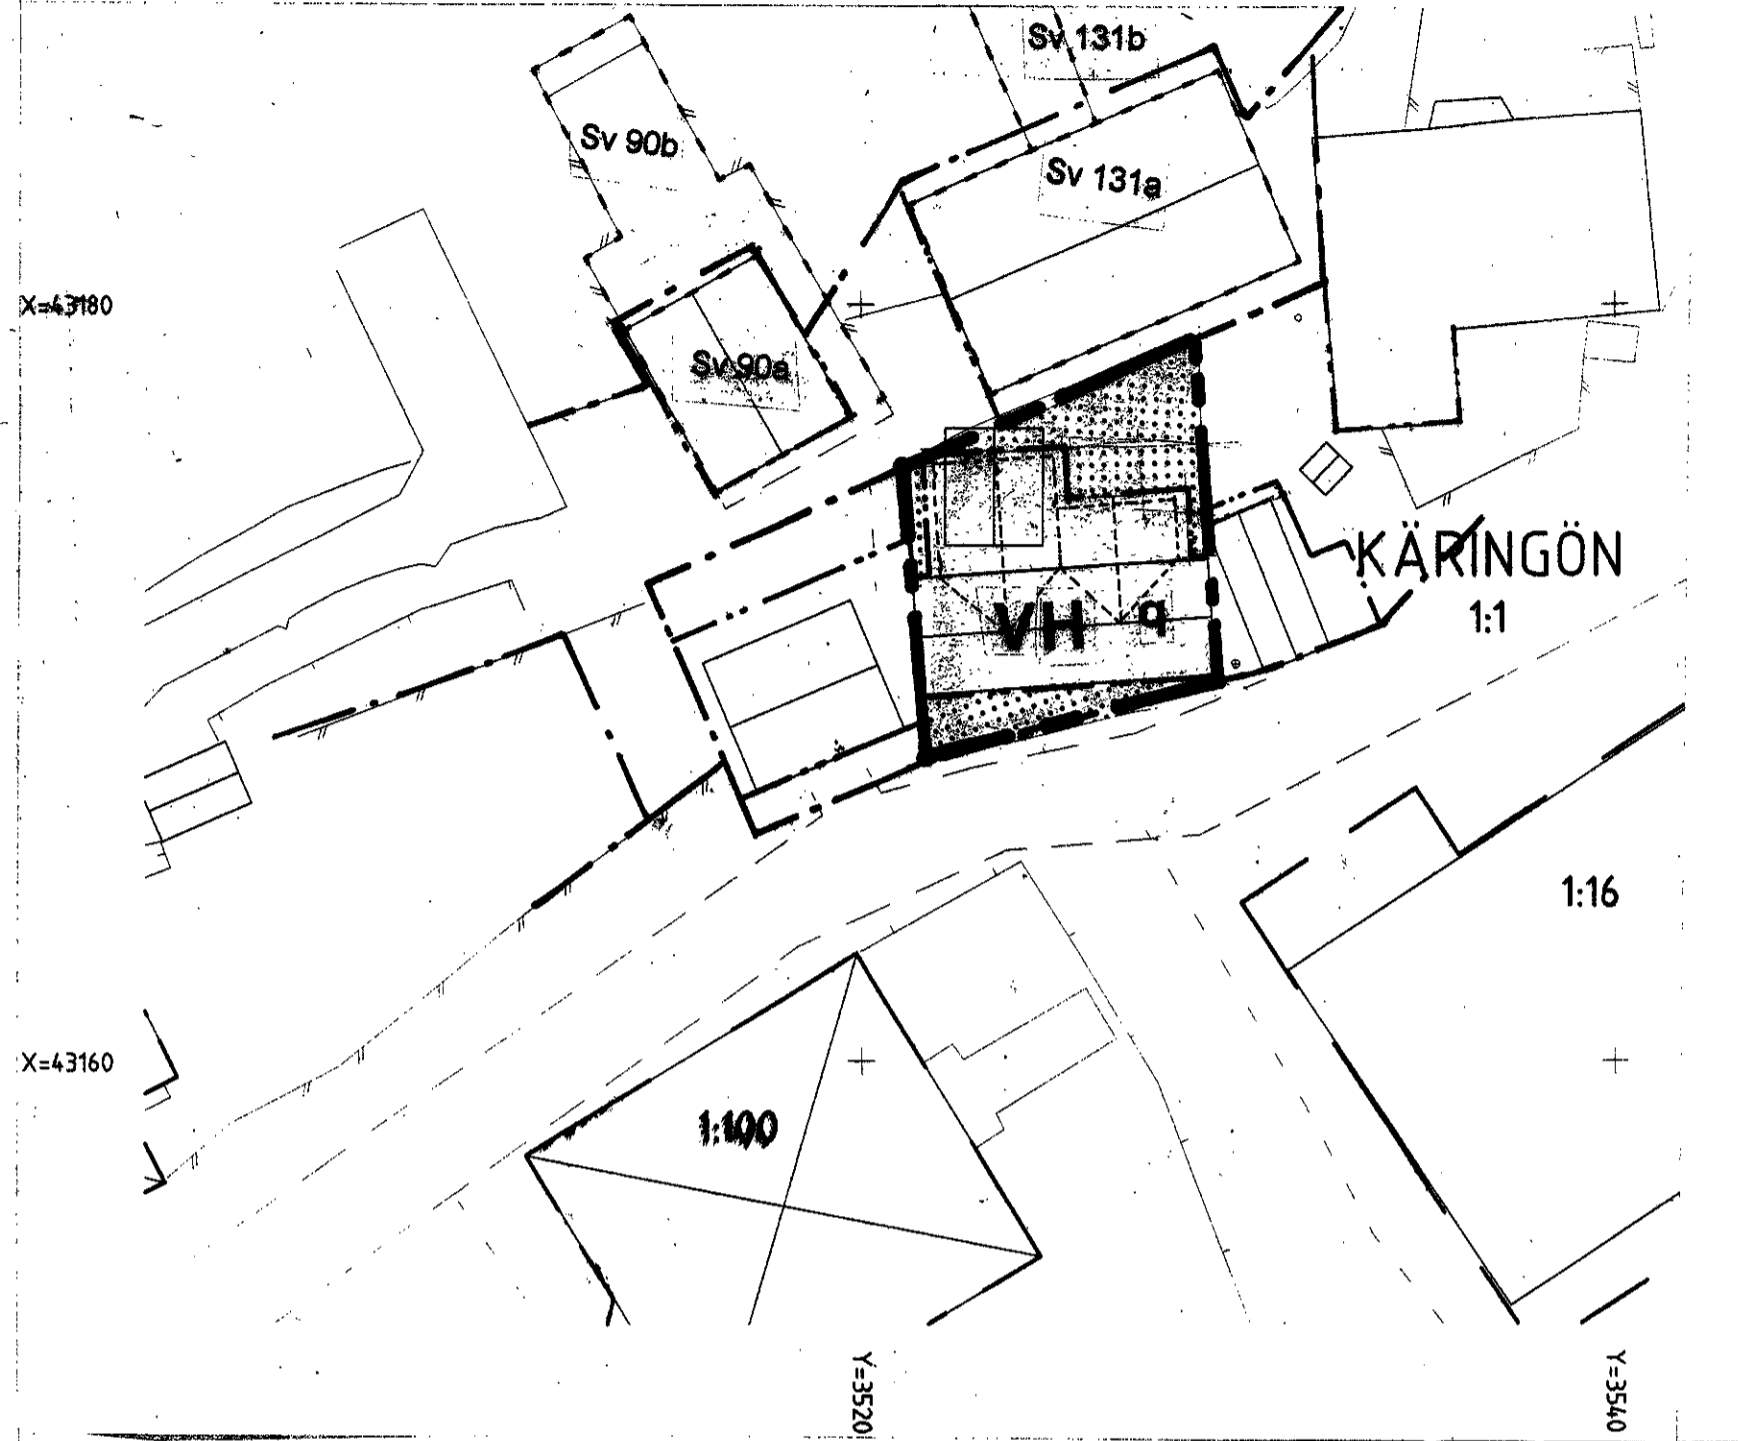 Sv 131b
Sv 90b
Sv 131a
X=43180
Sv 90a
KÄRINGÖN
1:1
VH q
1:16
X=43160
1:100
Y=3520
Y=3540